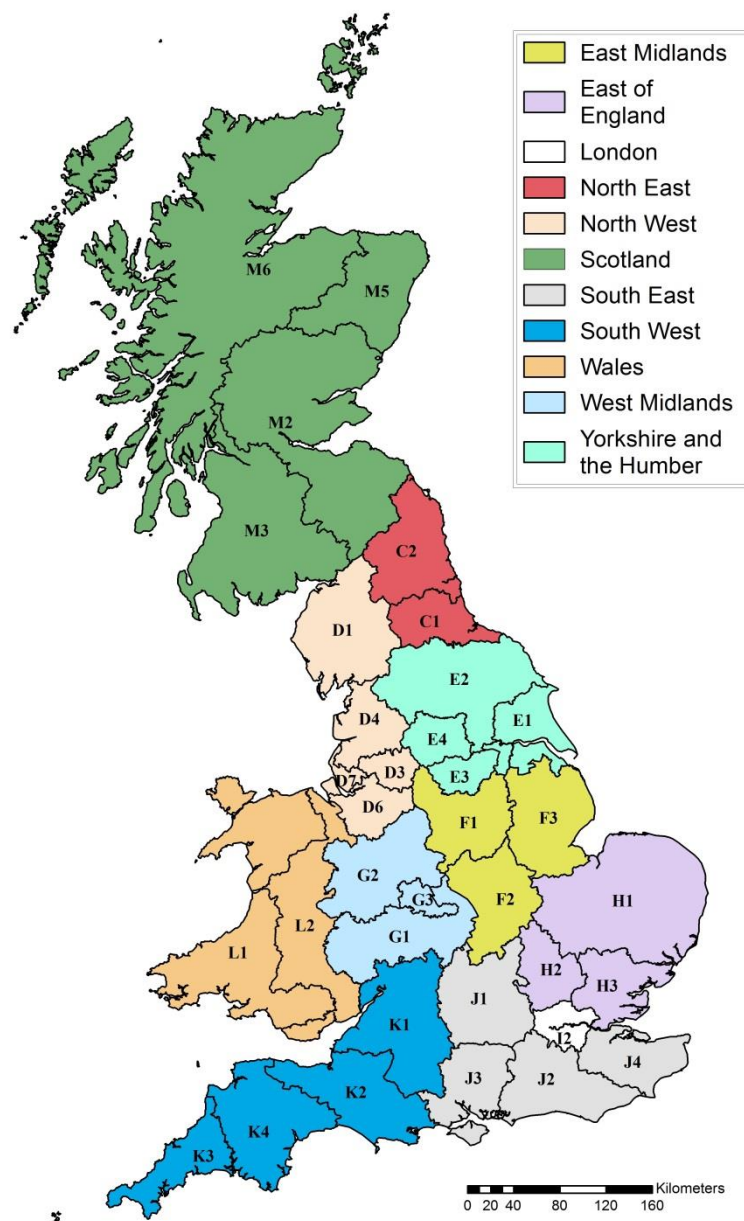 East Midlands
East of
England
London
North East
North West
Scotland
South East
South West
Wales
West Midlands
Yorkshire and
the Humber
M6
M5
M2
M3
C2
C1
D1
E2
E1
D4
E4
D3
E3
D7
D6
F1
F3
G2
G3
F2
H1
L1
L2
G1
H2
H3
J1
K1
I2
J4
J3
J2
K2
K4
K3
Kilometers
0 20 40 80 120 160